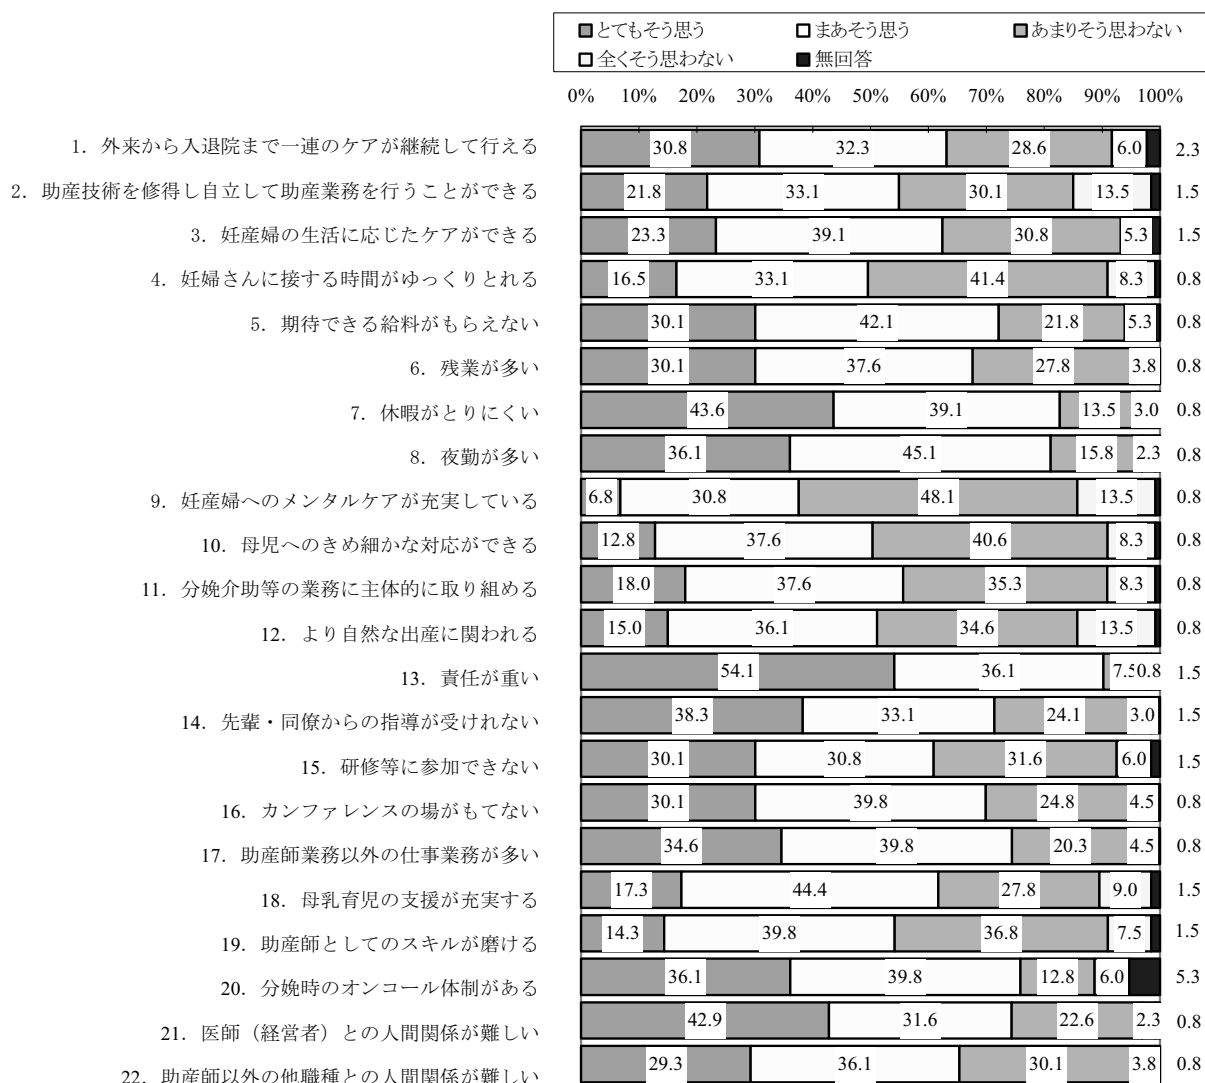 ■とてもそう思う □まあそう思う ■あまりそう思わない
□全くそう思わない ■無回答
0% 10% 20% 30% 40% 50% 60% 70% 80% 90% 100%
1．外来から入退院まで一連のケアが継続して行える 30.8 32.3 28.6 6.0 2.3
2．助産技術を修得し自立して助産業務を行うことができる 21.8 33.1 30.1 13.5 1.5
3．妊産婦の生活に応じたケアができる 23.3 39.1 30.8 5.3 1.5
4．妊婦さんに接する時間がゆっくりとれる 16.5 33.1 41.4 8.3 0.8
5．期待できる給料がもらえない 30.1 42.1 21.8 5.3 0.8
6．残業が多い 30.1 37.6 27.8 3.8 0.8
7．休暇がとりにくい 43.6 39.1 13.5 3.0 0.8
8．夜勤が多い 36.1 45.1 15.8 2.3 0.8
9．妊産婦へのメンタルケアが充実している 6.8 30.8 48.1 13.5 0.8
10．母児へのきめ細かな対応ができる 12.8 37.6 40.6 8.3 0.8
11．分娩介助等の業務に主体的に取り組める 18.0 37.6 35.3 8.3 0.8
12．より自然な出産に関われる 15.0 36.1 34.6 13.5 0.8
13．責任が重い 54.1 36.1 7.5 0.8 1.5
14．先輩・同僚からの指導が受けれない 38.3 33.1 24.1 3.0 1.5
15．研修等に参加できない 30.1 30.8 31.6 6.0 1.5
16．カンファレンスの場がもてない 30.1 39.8 24.8 4.5 0.8
17．助産師業務以外の仕事業務が多い 34.6 39.8 20.3 4.5 0.8
18．母乳育児の支援が充実する 17.3 44.4 27.8 9.0 1.5
19．助産師としてのスキルが磨ける 14.3 39.8 36.8 7.5 1.5
20．分娩時のオンコール体制がある 36.1 39.8 12.8 6.0 5.3
21．医師（経営者）との人間関係が難しい 42.9 31.6 22.6 2.3 0.8
22．助産師以外の他職種との人間関係が難しい 29.3 36.1 30.1 3.8 0.8